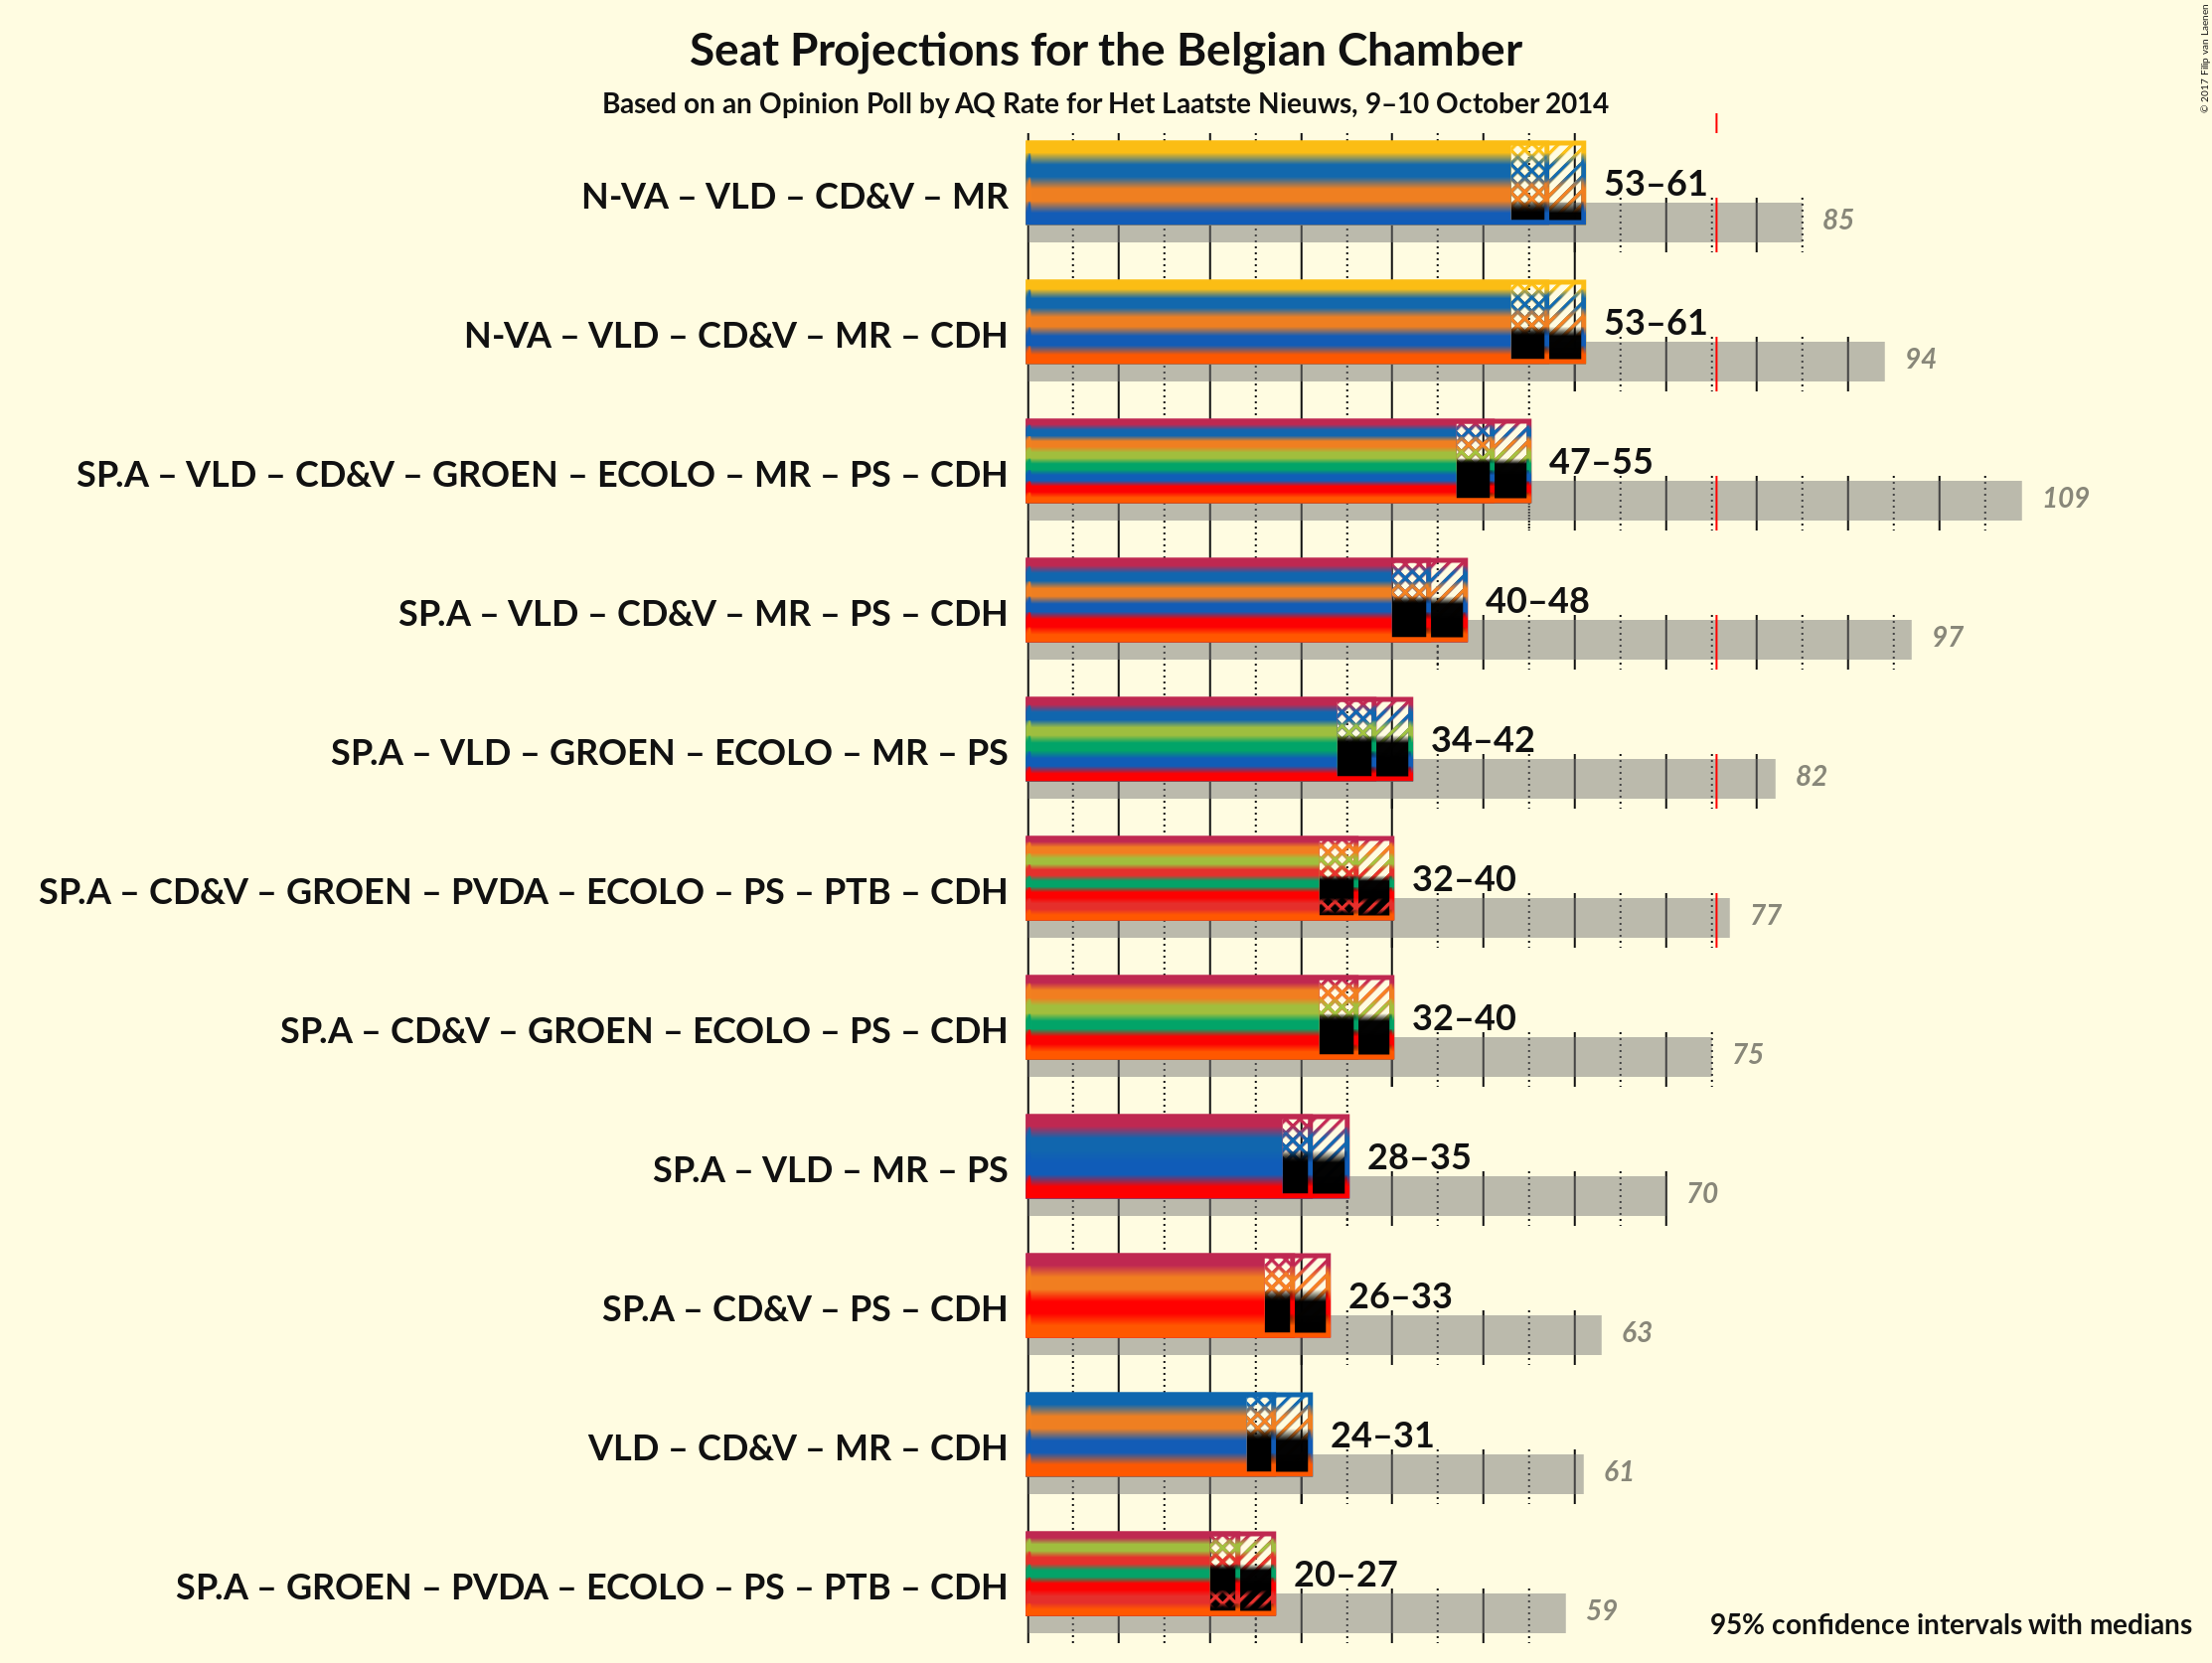 Seat Projections for the Belgian Chamber
Based on an Opinion Poll by AQ Rate for Het Laatste Nieuws, 9–10 October 2014
© 2017 Filip van Laenen
N-VA – VLD – CD&V – MR
53–61
85
N-VA – VLD – CD&V – MR – CDH
53–61
94
SP.A – VLD – CD&V – GROEN – ECOLO – MR – PS – CDH
47–55
109
SP.A – VLD – CD&V – MR – PS – CDH
40–48
97
SP.A – VLD – GROEN – ECOLO – MR – PS
34–42
82
SP.A – CD&V – GROEN – PVDA – ECOLO – PS – PTB – CDH
32–40
77
SP.A – CD&V – GROEN – ECOLO – PS – CDH
32–40
75
SP.A – VLD – MR – PS
28–35
70
SP.A – CD&V – PS – CDH
26–33
63
VLD – CD&V – MR – CDH
24–31
61
SP.A – GROEN – PVDA – ECOLO – PS – PTB – CDH
20–27
59
95% confidence intervals with medians